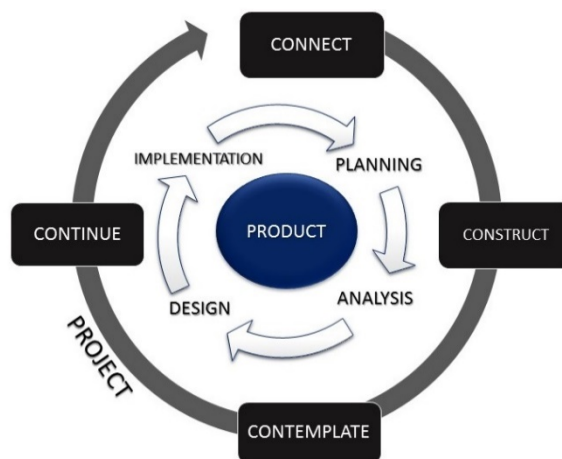 CONNECT
IMPLEMENTATION
PLANNING
CONTINUE
PRODUCT
CONSTRUCT
DESIGN
ANALYSIS
PROJECT
CONTEMPLATE